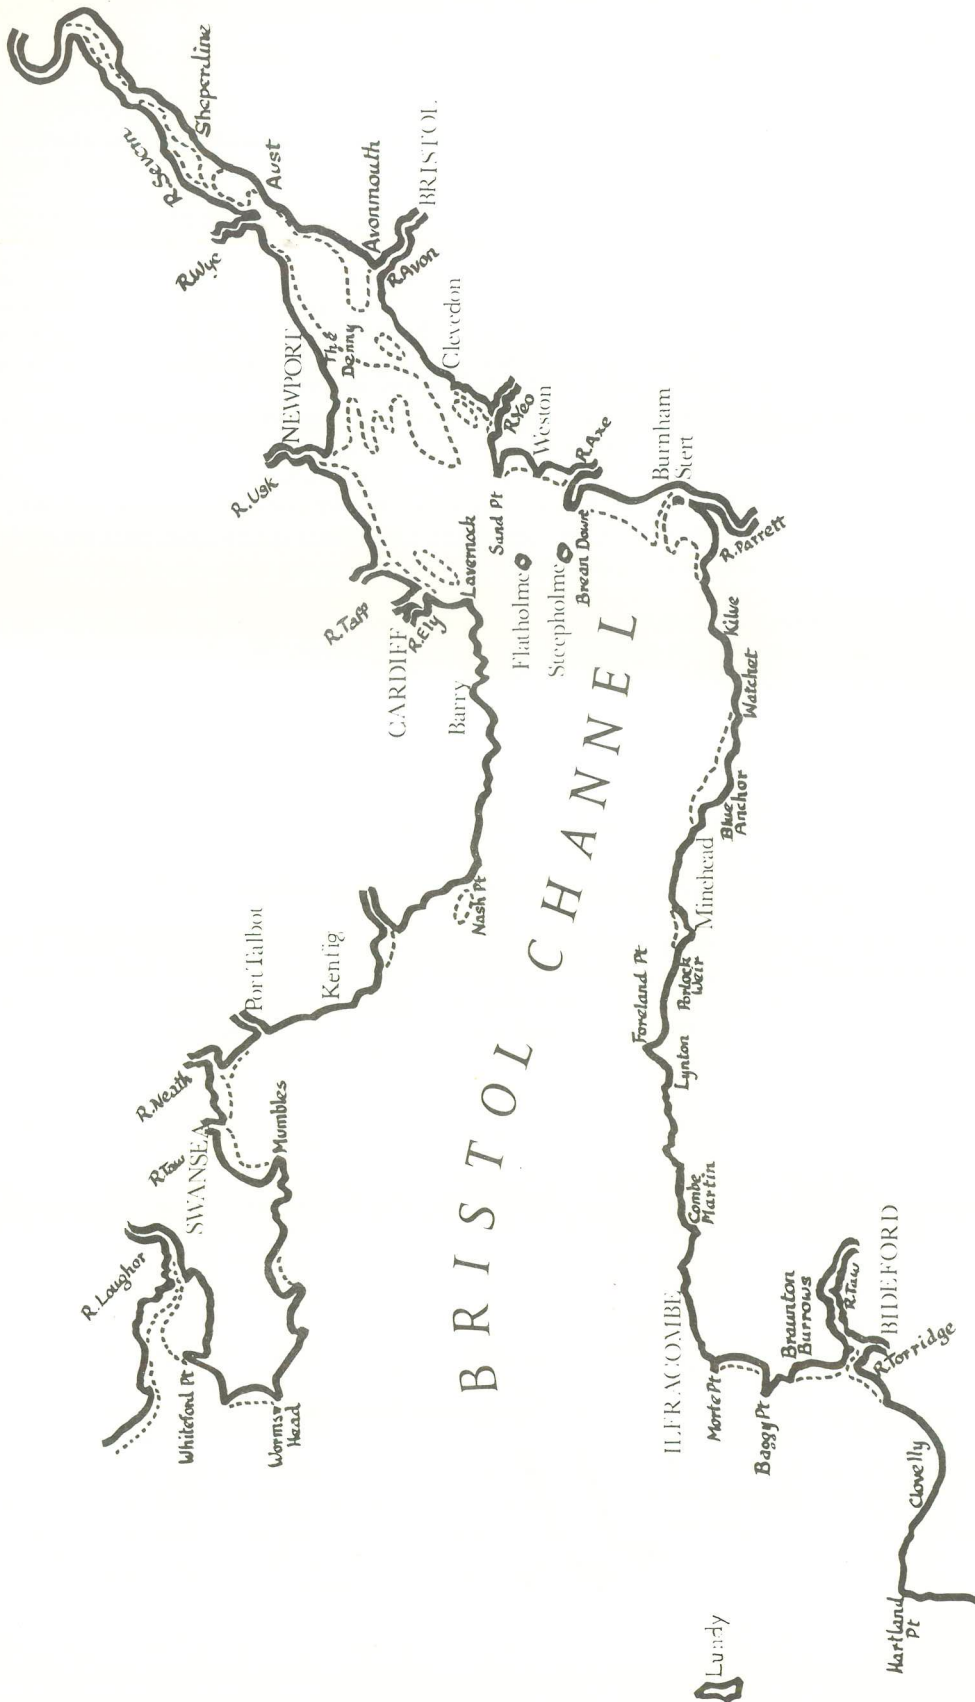 R.Severn
Sheperdine
Aust
R.Wye
Avonmouth
BRISTOL
R.Avon
NEWPORT
The
Denny
Clevedon
R.Usk
R.Yeo
Weston
R.Axe
Sand Pt
R.Taff
CARDIFF
R.Ely
Lavernock
Flatholme
Steepholme
Brean Down
Burnham
Stert
R.Parrett
Barry
Kilve
Watchet
Blue
Anchor
Nash Pt
Minehead
Porlock
Weir
Foreland Pt
Lynton
Kenfig
Port Talbot
R.Neath
Mumbles
R.Taw
SWANSEA
R.Loughor
Whiteford Pt
Worms
Head
BRISTOL CHANNEL
Combe
Martin
ILFRACOMBE
Morte Pt
Baggy Pt
Braunton
Burrows
R.Taw
BIDEFORD
R.Torridge
Clovelly
Hartland
Pt
Lundy